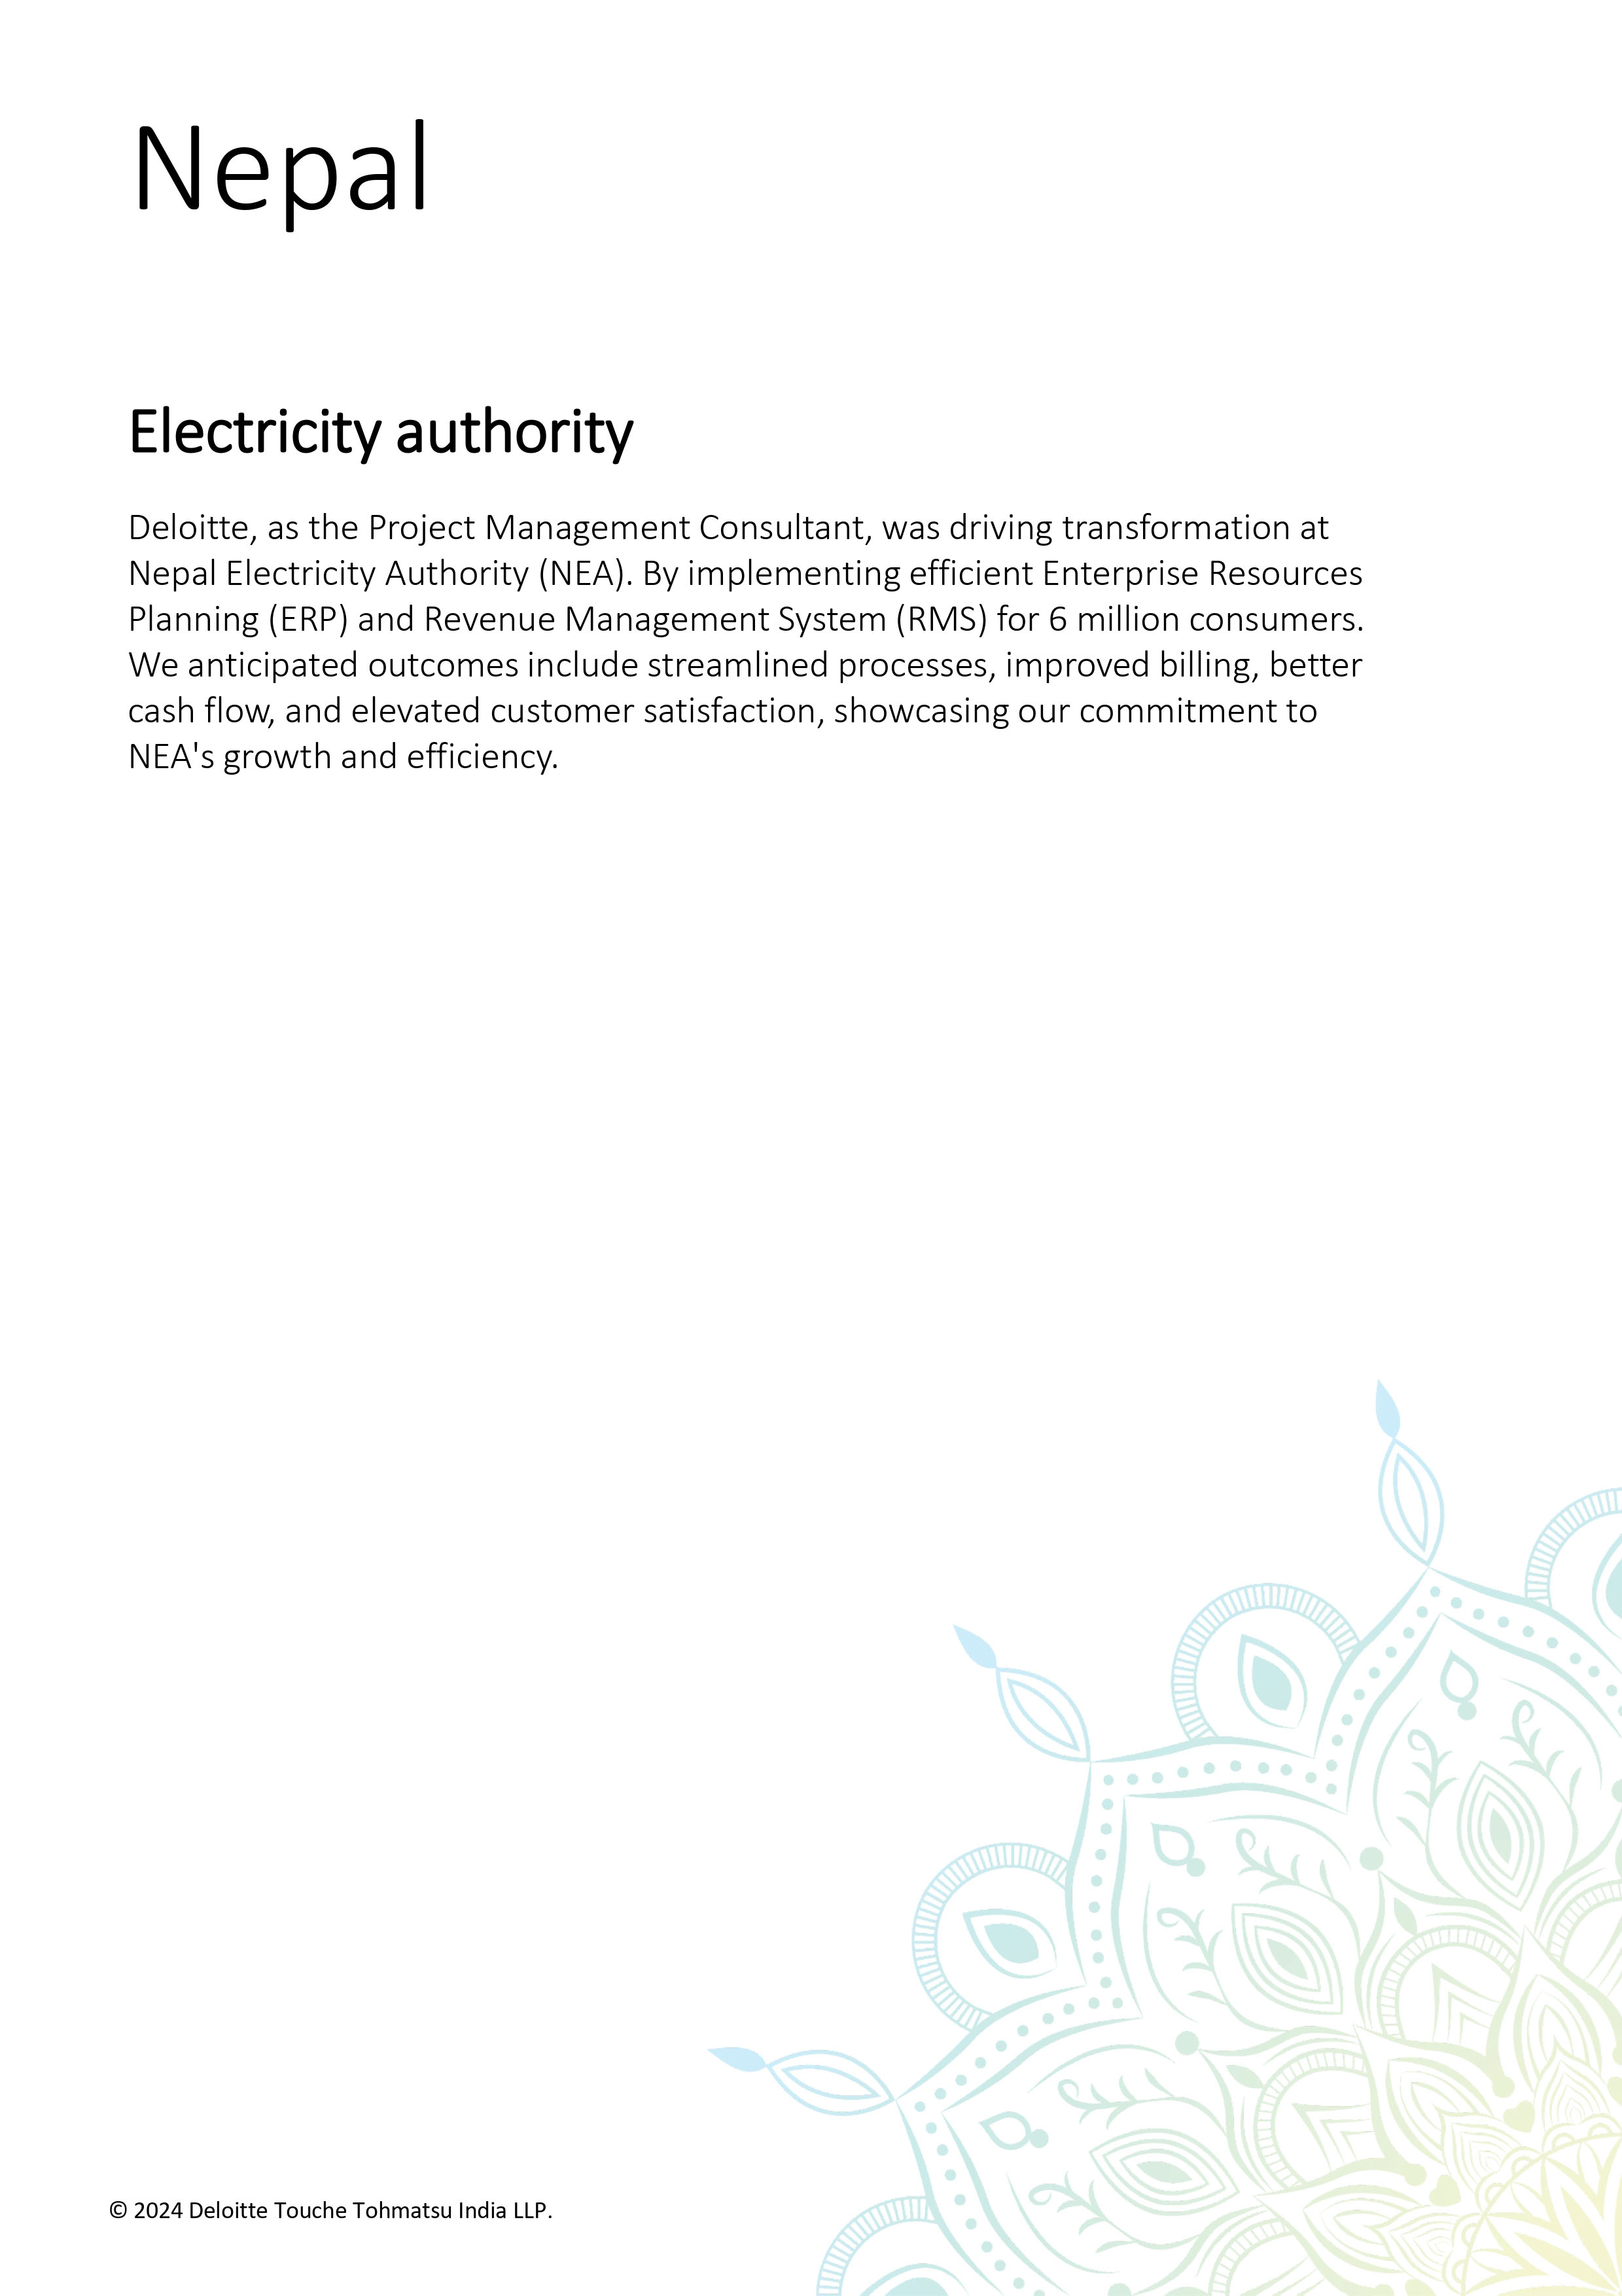 Nepal
Electricity authority
Deloitte, as the Project Management Consultant, was driving transformation at
Nepal Electricity Authority (NEA). By implementing efficient Enterprise Resources
Planning (ERP) and Revenue Management System (RMS) for 6 million consumers.
We anticipated outcomes include streamlined processes, improved billing, better
cash flow, and elevated customer satisfaction, showcasing our commitment to
NEA's growth and efficiency.
© 2024 Deloitte Touche Tohmatsu India LLP.